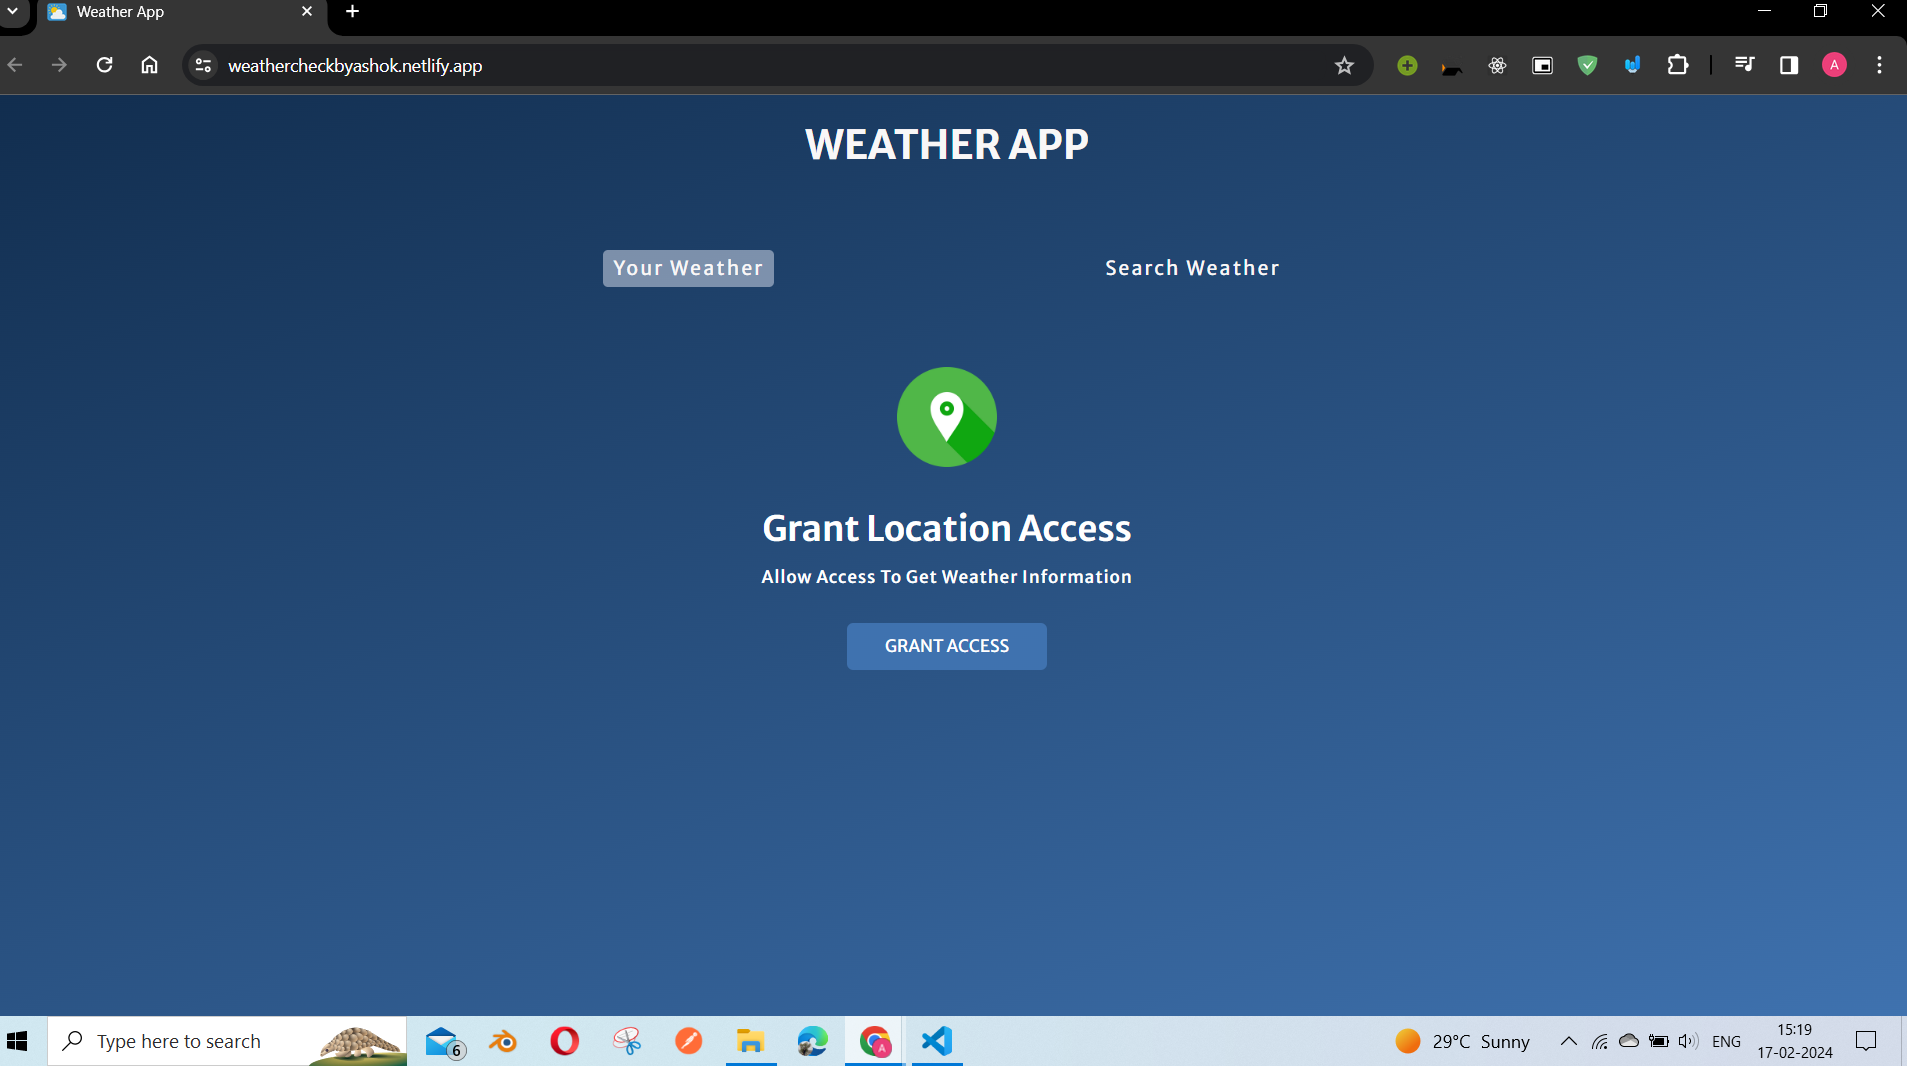 Weather App
weathercheckbyashok.netlify.app
A
WEATHER APP
Your Weather
Search Weather
Grant Location Access
Allow Access To Get Weather Information
GRANT ACCESS
Type here to search
6
A
29°C Sunny
ENG
15:19
17-02-2024